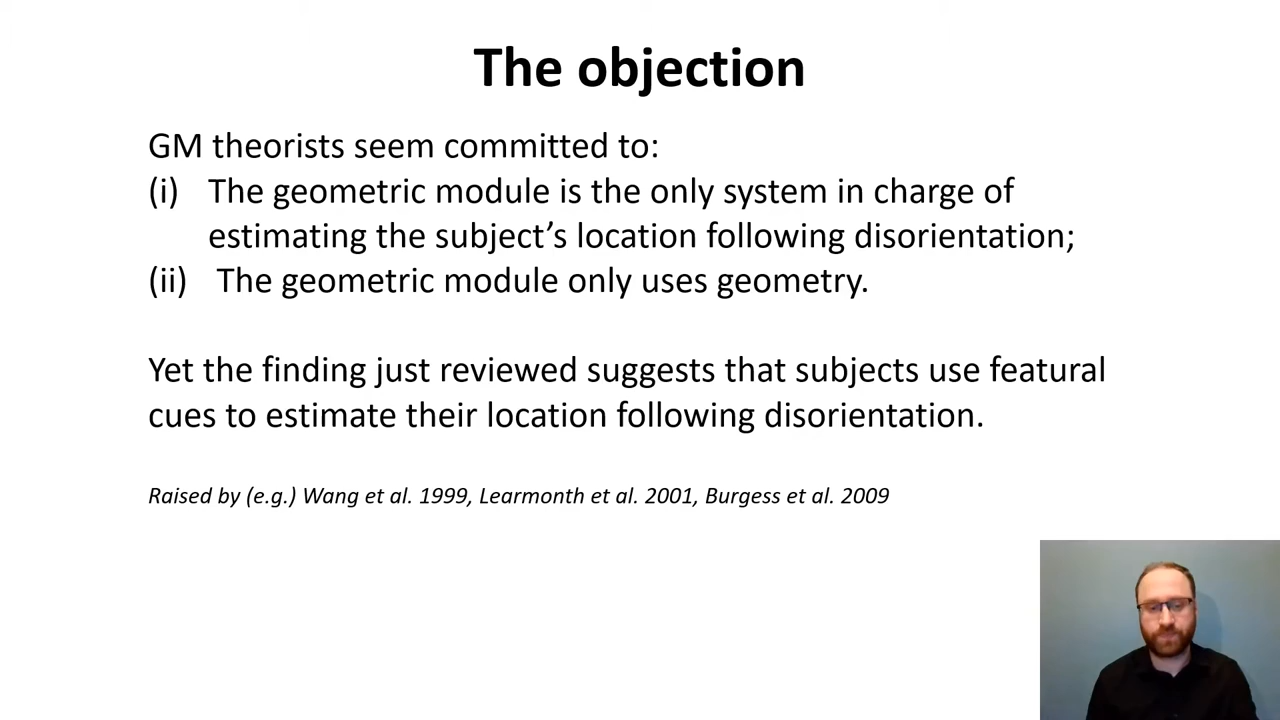 The objection
GM theorists seem committed to:
(i) The geometric module is the only system in charge of
estimating the subject’s location following disorientation;
(ii) The geometric module only uses geometry.
Yet the finding just reviewed suggests that subjects use featural
cues to estimate their location following disorientation.
Raised by (e.g.) Wang et al. 1999, Learmonth et al. 2001, Burgess et al. 2009